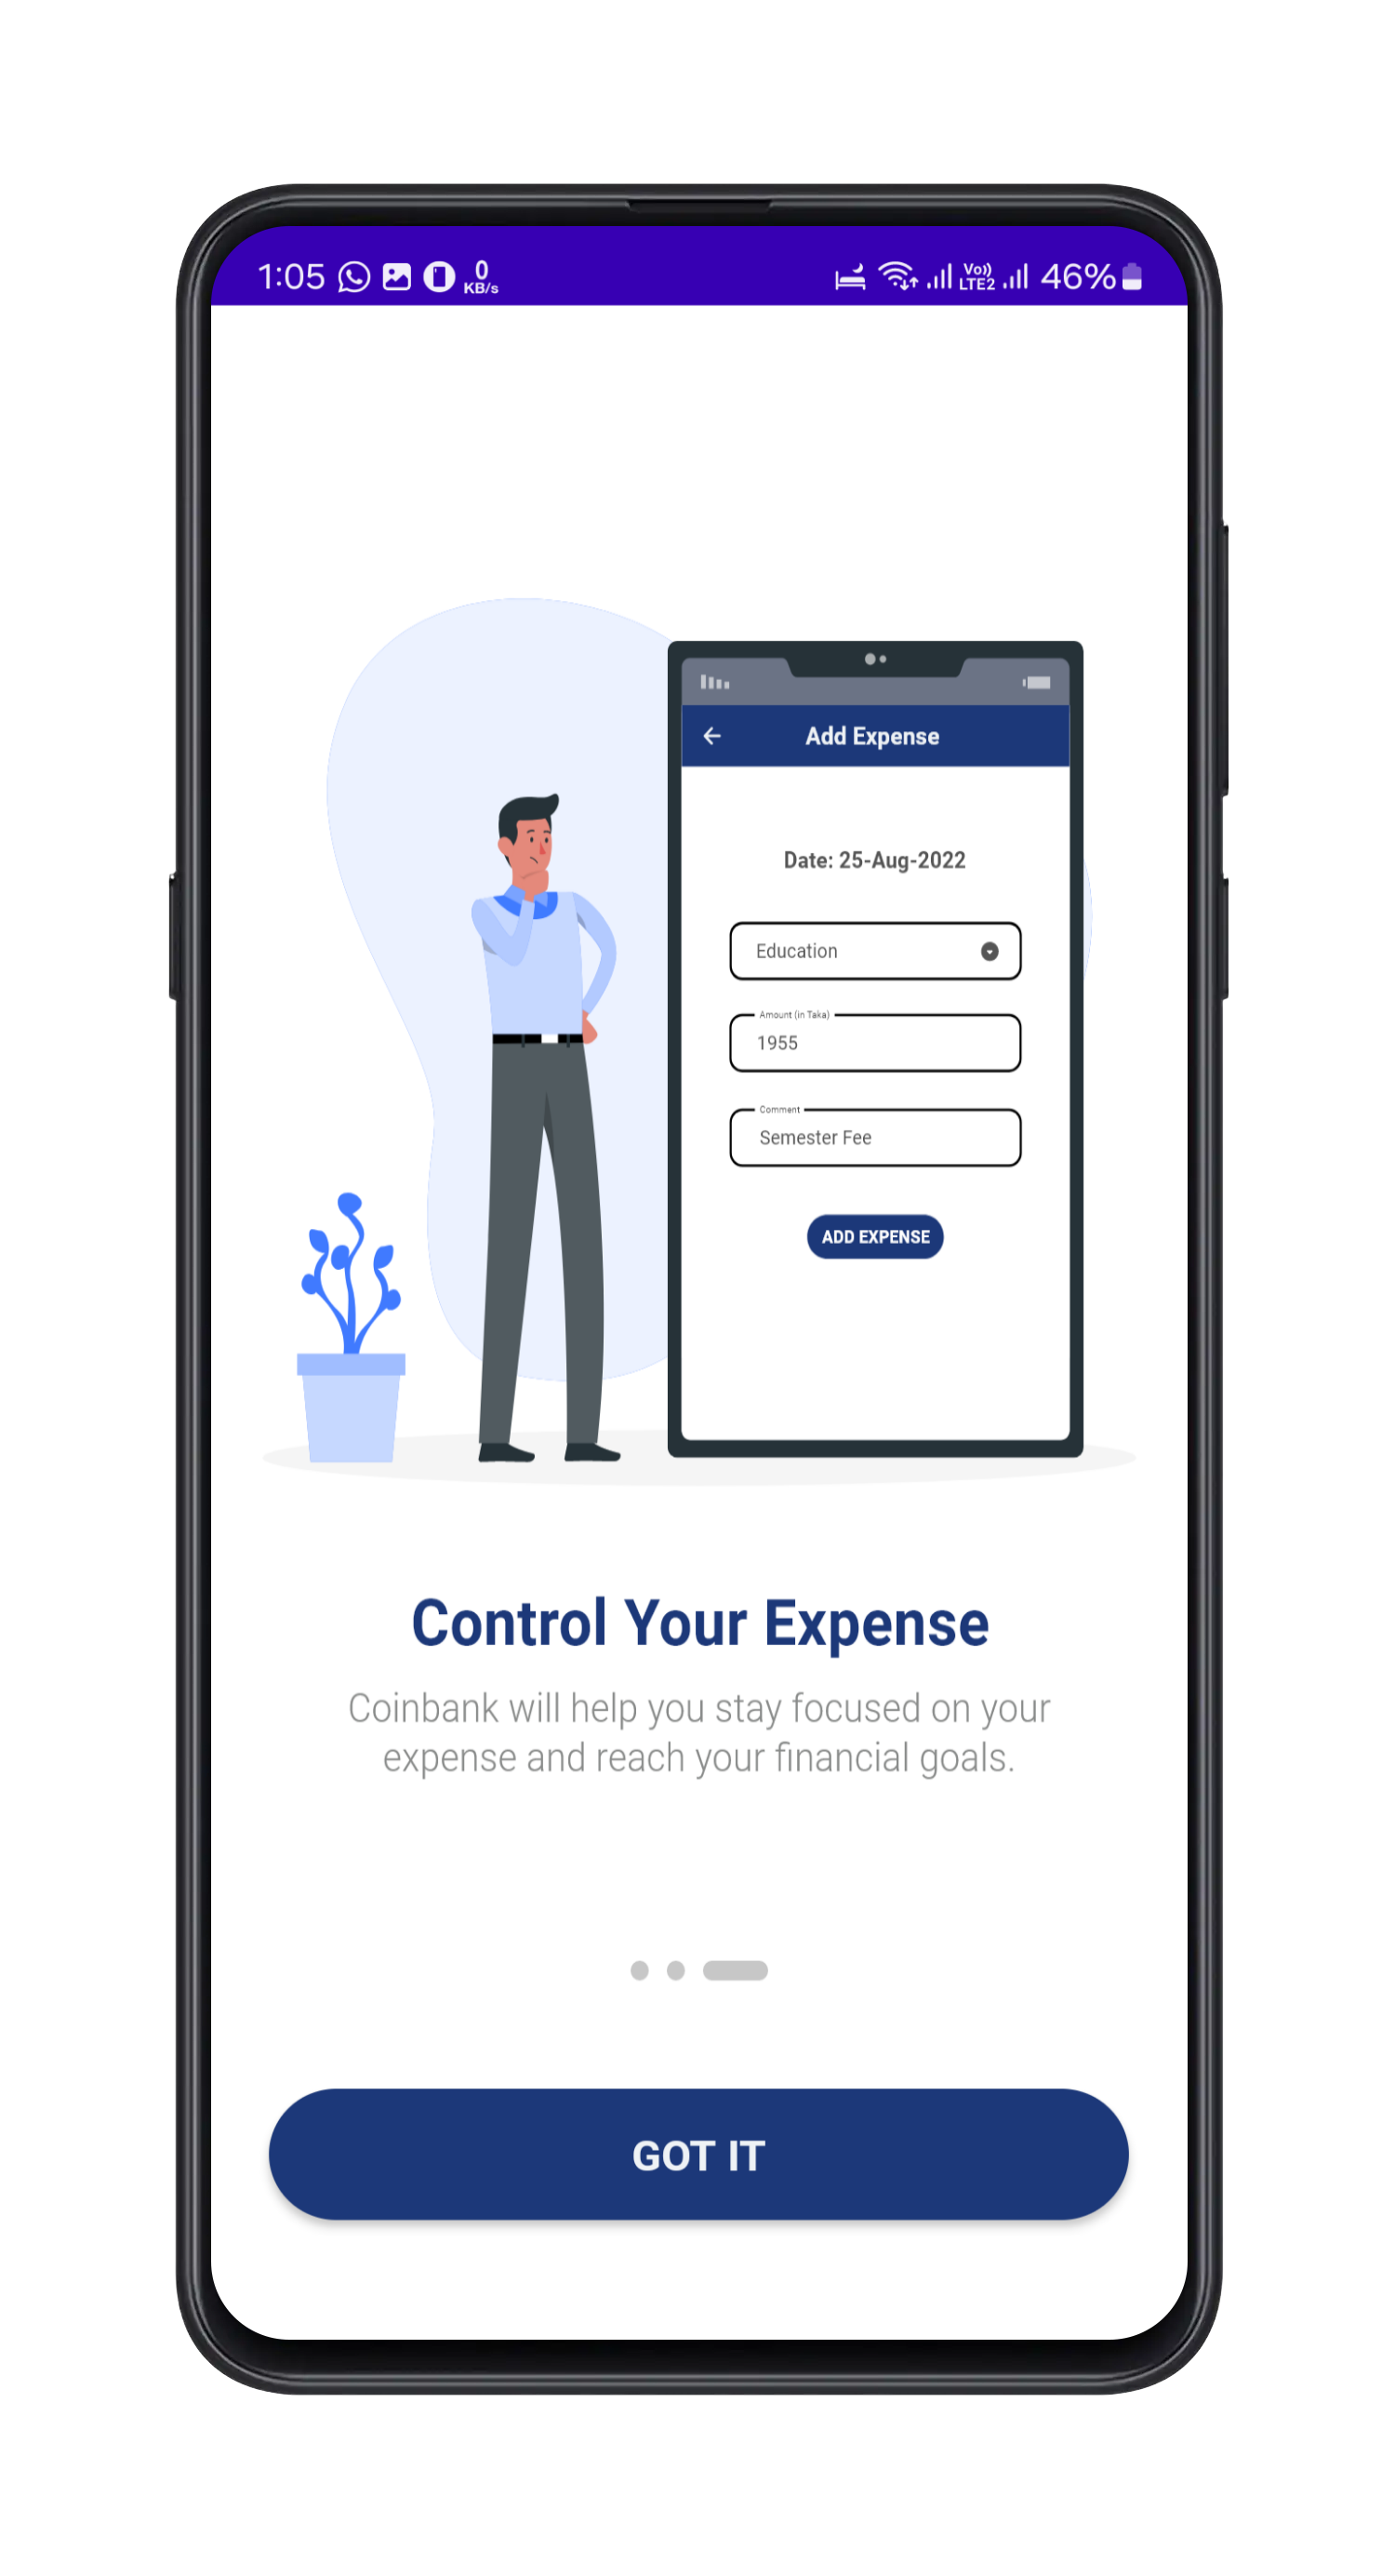 1:05 0 KB/s Vo)) LTE2 46%
Add Expense
Date: 25-Aug-2022
Education
Amount (in Taka)
1955
Comment
Semester Fee
ADD EXPENSE
Control Your Expense
Coinbank will help you stay focused on your
expense and reach your financial goals.
GOT IT